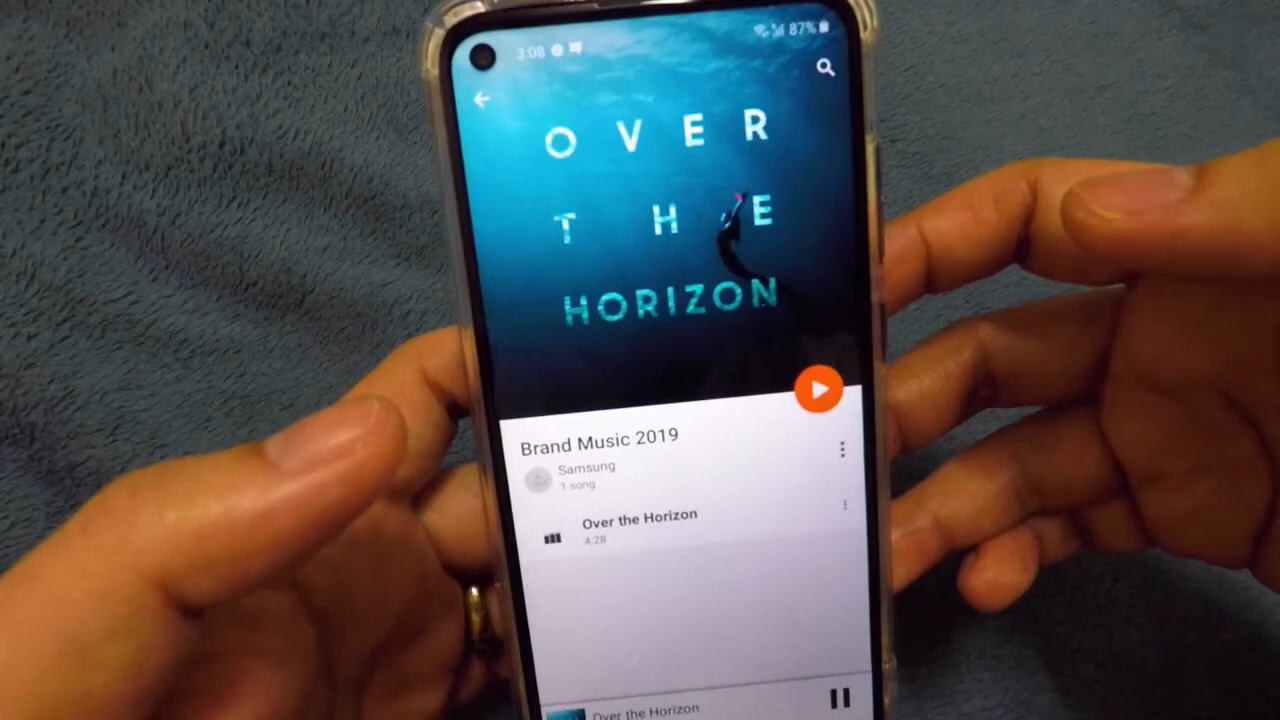 3:08
87%
OVER
THE
HORIZON
Brand Music 2019
Samsung
1 song
Over the Horizon
4:28
Over the Horizon